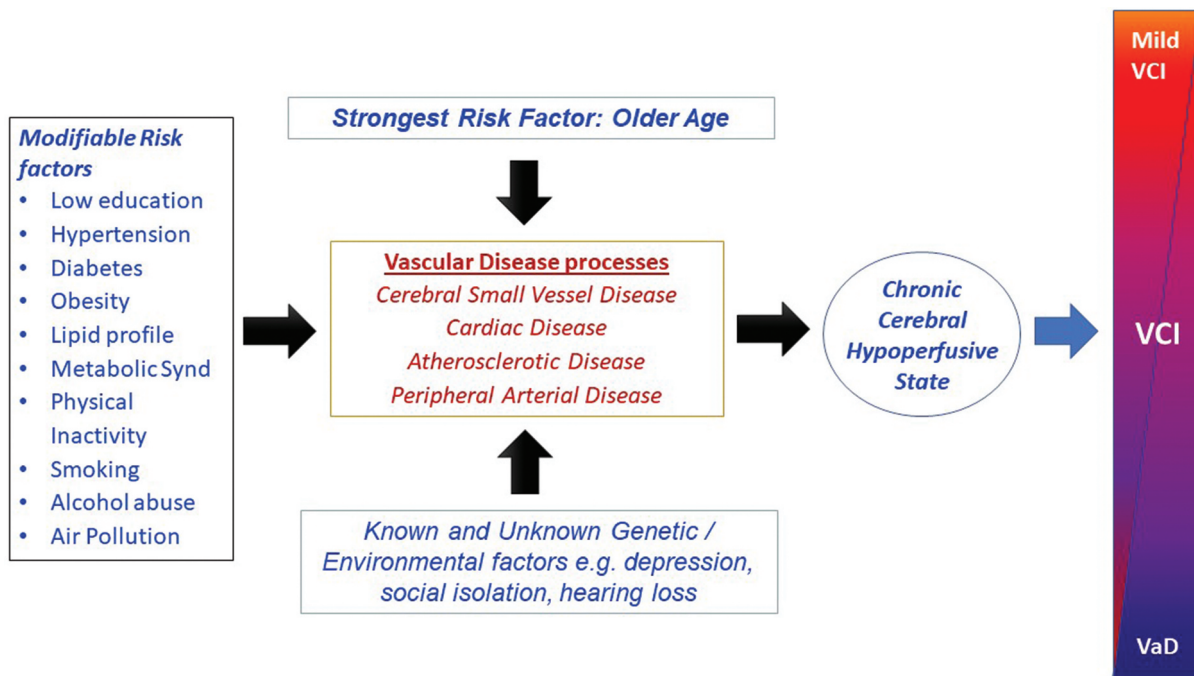 Modifiable Risk
factors
• Low education
• Hypertension
• Diabetes
• Obesity
• Lipid profile
• Metabolic Synd
• Physical
Inactivity
• Smoking
• Alcohol abuse
• Air Pollution
Strongest Risk Factor: Older Age
Vascular Disease processes
Cerebral Small Vessel Disease
Cardiac Disease
Atherosclerotic Disease
Peripheral Arterial Disease
Known and Unknown Genetic /
Environmental factors e.g. depression,
social isolation, hearing loss
Chronic
Cerebral
Hypoperfusive
State
Mild
VCI
VCI
VaD